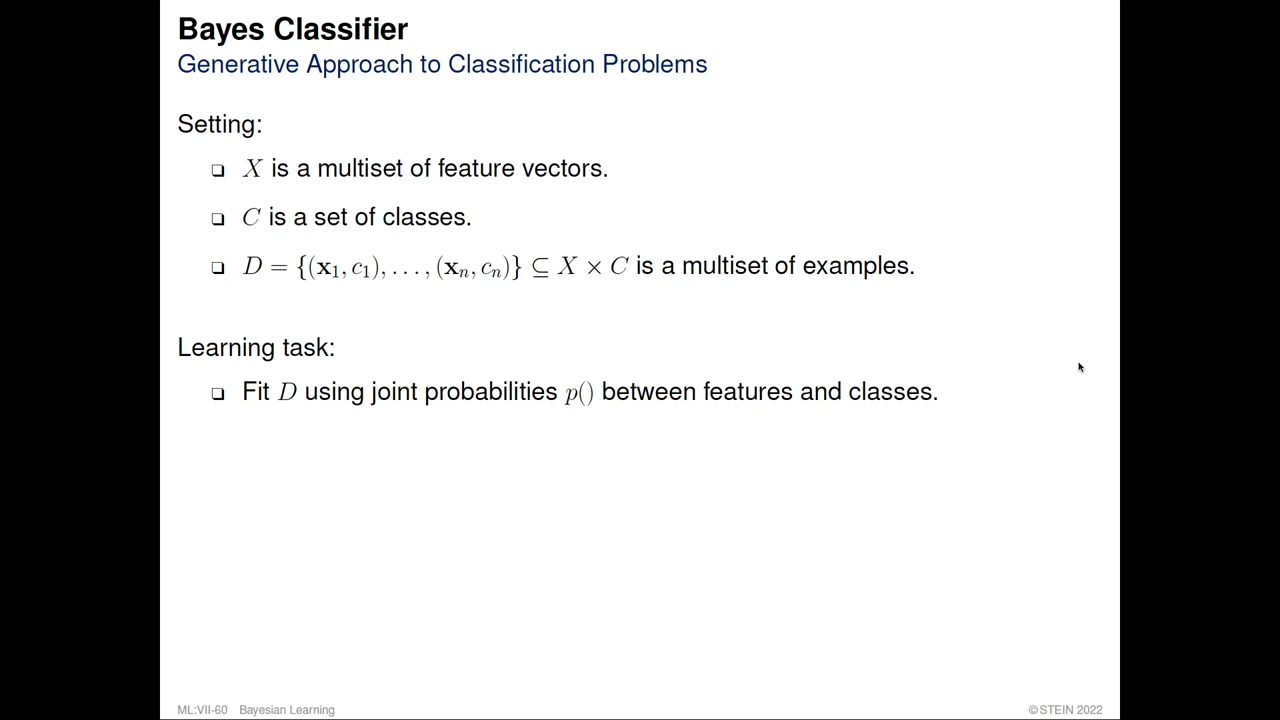 Bayes Classifier
Generative Approach to Classification Problems
Setting:
❑ X is a multiset of feature vectors.
❑ C is a set of classes.
❑ D = {(x₁, c₁), . . . , (xₙ, cₙ)} ⊆ X × C is a multiset of examples.
Learning task:
❑ Fit D using joint probabilities p() between features and classes.
ML:VII-60 Bayesian Learning
©STEIN 2022